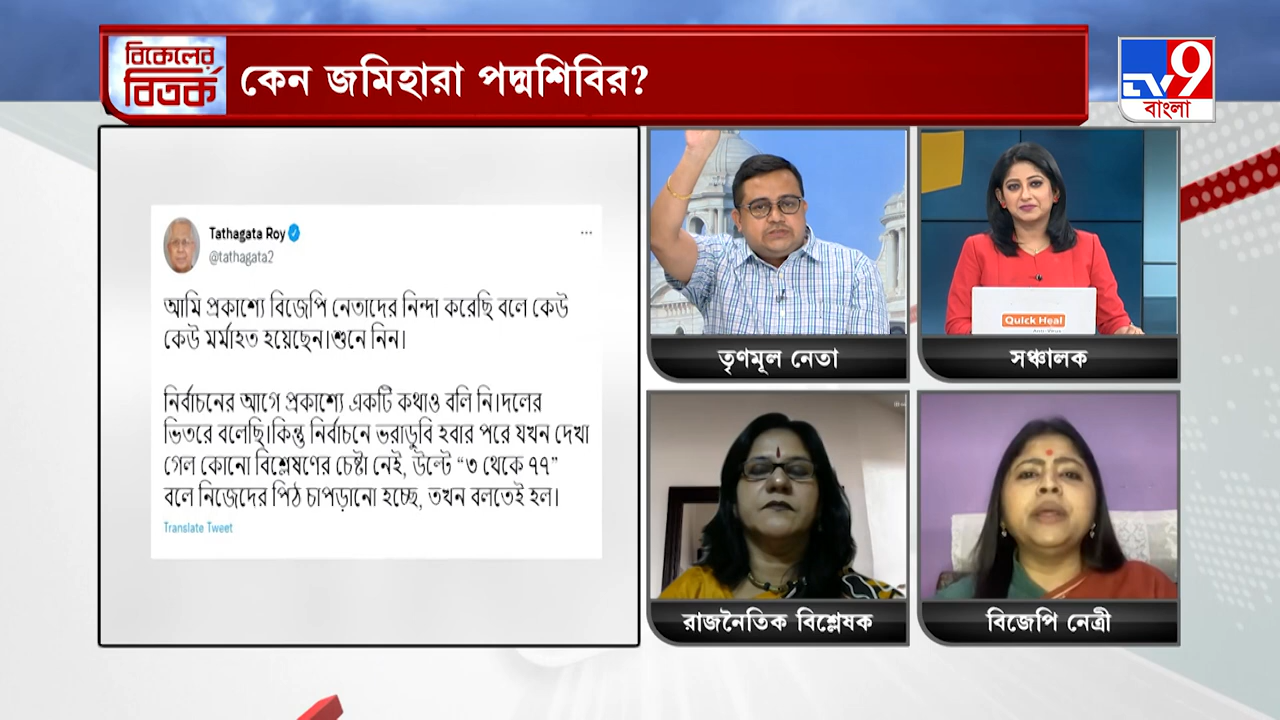 বিকেলের
বিতর্ক
কেন জমিহারা পদ্মশিবির?
TV9
বাংলা
Tathagata Roy
@tathagata2
আমি প্রকাশ্যে বিজেপি নেতাদের নিন্দা করেছি বলে কেউ
কেউ মর্মাহত হয়েছেন।শুনে নিন।
নির্বাচনের আগে প্রকাশ্যে একটি কথাও বলি নি।দলের
ভিতরে বলেছি।কিন্তু নির্বাচনে ভরাডুবি হবার পরে যখন দেখা
গেল কোনো বিশ্লেষণের চেষ্টা নেই, উল্টে “৩ থেকে ৭৭”
বলে নিজেদের পিঠ চাপড়ানো হচ্ছে, তখন বলতেই হল।
Translate Tweet
তৃণমূল নেতা
Quick Heal
Anti-Virus
সঞ্চালক
রাজনৈতিক বিশ্লেষক
বিজেপি নেত্রী